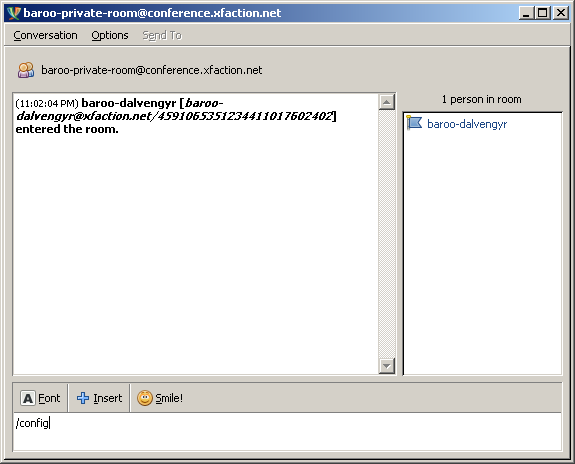 baroo-private-room@conference.xfaction.net
Conversation Options Send To
baroo-private-room@conference.xfaction.net
(11:02:04 PM) baroo-dalvengyr [baroo-
dalvengyr@xfaction.net/4591065351234411017602402]
entered the room.
1 person in room
baroo-dalvengyr
A Font Insert Smile!
/config